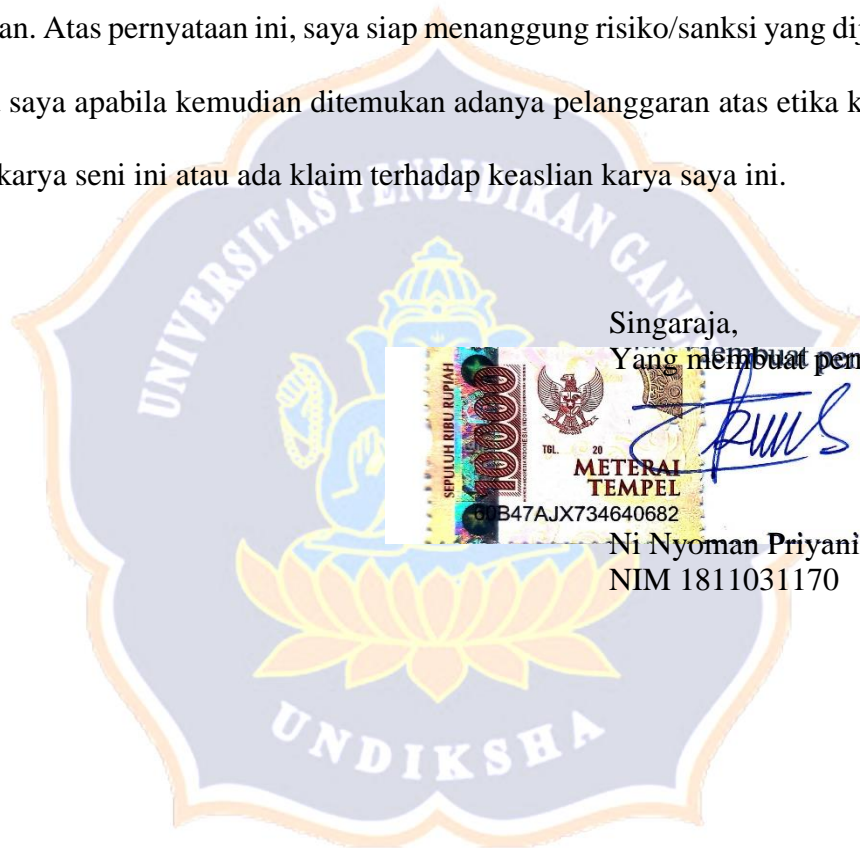 an. Atas pernyataan ini, saya siap menanggung risiko/sanksi yang dij
saya apabila kemudian ditemukan adanya pelanggaran atas etika k
karya seni ini atau ada klaim terhadap keaslian karya saya ini.
UNIVERSITAS PENDIDIKAN GAN
Singaraja,
Yang membuat pern
SEPULUH RIBU RUPIAH
10000
TGL. 20
METERAI
TEMPEL
60B47AJX734640682
Ni Nyoman Priyani
NIM 1811031170
UNDIKSHA